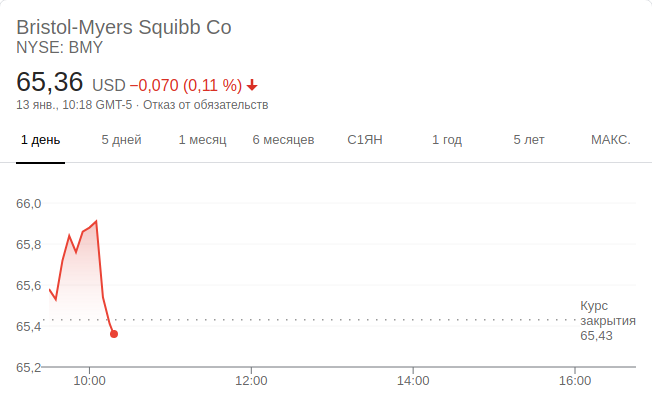 Bristol-Myers Squibb Co
NYSE: BMY
65,36 USD −0,070 (0,11 %)
13 янв., 10:18 GMT-5 · Отказ от обязательств
1 день 5 дней 1 месяц 6 месяцев С1ЯН 1 год 5 лет МАКС.
66,0
65,8
65,6
Курс
65,4 закрытия
65,43
65,2
10:00 12:00 14:00 16:00